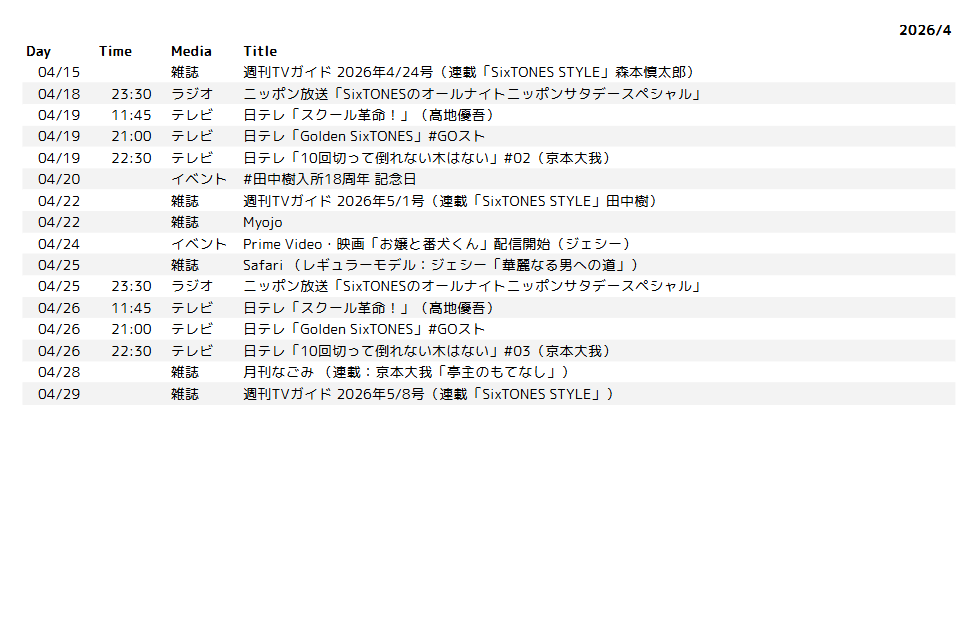 2026/4
Day Time Media Title
04/15 雑誌 週刊TVガイド 2026年4/24号（連載「SixTONES STYLE」森本慎太郎）
04/18 23:30 ラジオ ニッポン放送「SixTONESのオールナイトニッポンサタデースペシャル」
04/19 11:45 テレビ 日テレ「スクール革命！」（髙地優吾）
04/19 21:00 テレビ 日テレ「Golden SixTONES」#GOスト
04/19 22:30 テレビ 日テレ「10回切って倒れない木はない」#02（京本大我）
04/20 イベント #田中樹入所18周年 記念日
04/22 雑誌 週刊TVガイド 2026年5/1号（連載「SixTONES STYLE」田中樹）
04/22 雑誌 Myojo
04/24 イベント Prime Video・映画「お嬢と番犬くん」配信開始（ジェシー）
04/25 雑誌 Safari （レギュラーモデル：ジェシー「華麗なる男への道」）
04/25 23:30 ラジオ ニッポン放送「SixTONESのオールナイトニッポンサタデースペシャル」
04/26 11:45 テレビ 日テレ「スクール革命！」（髙地優吾）
04/26 21:00 テレビ 日テレ「Golden SixTONES」#GOスト
04/26 22:30 テレビ 日テレ「10回切って倒れない木はない」#03（京本大我）
04/28 雑誌 月刊なごみ （連載：京本大我「亭主のもてなし」）
04/29 雑誌 週刊TVガイド 2026年5/8号（連載「SixTONES STYLE」）